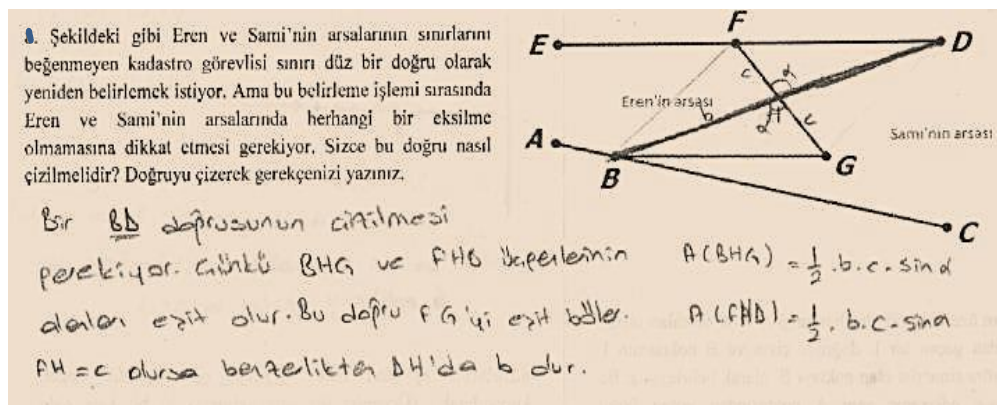 8. Şekildeki gibi Eren ve Sami'nin arsalarının sınırlarını
beğenmeyen kadastro görevlisi sınırı düz bir doğru olarak
yeniden belirlemek istiyor. Ama bu belirleme işlemi sırasında
Eren ve Sami'nin arsalarında herhangi bir eksilme
olmamasına dikkat etmesi gerekiyor. Sizce bu doğru nasıl
çizilmelidir? Doğruyu çizerek gerekçenizi yazınız.
E
F
D
c
α
Eren'in arsası
b
H
α
c
Sami'nin arsası
A
B
G
C
Bir BD doğrusunun çizilmesi
gerekiyor. Çünkü BHG ve FHD üçgenlerinin
alanları eşit olur. Bu doğru FG'yi eşit böler.
FH = c olursa benzerlikten DH'da b olur.
A(BHG) = 1/2 . b . c . sin α
A(FHD) = 1/2 . b . c . sin α